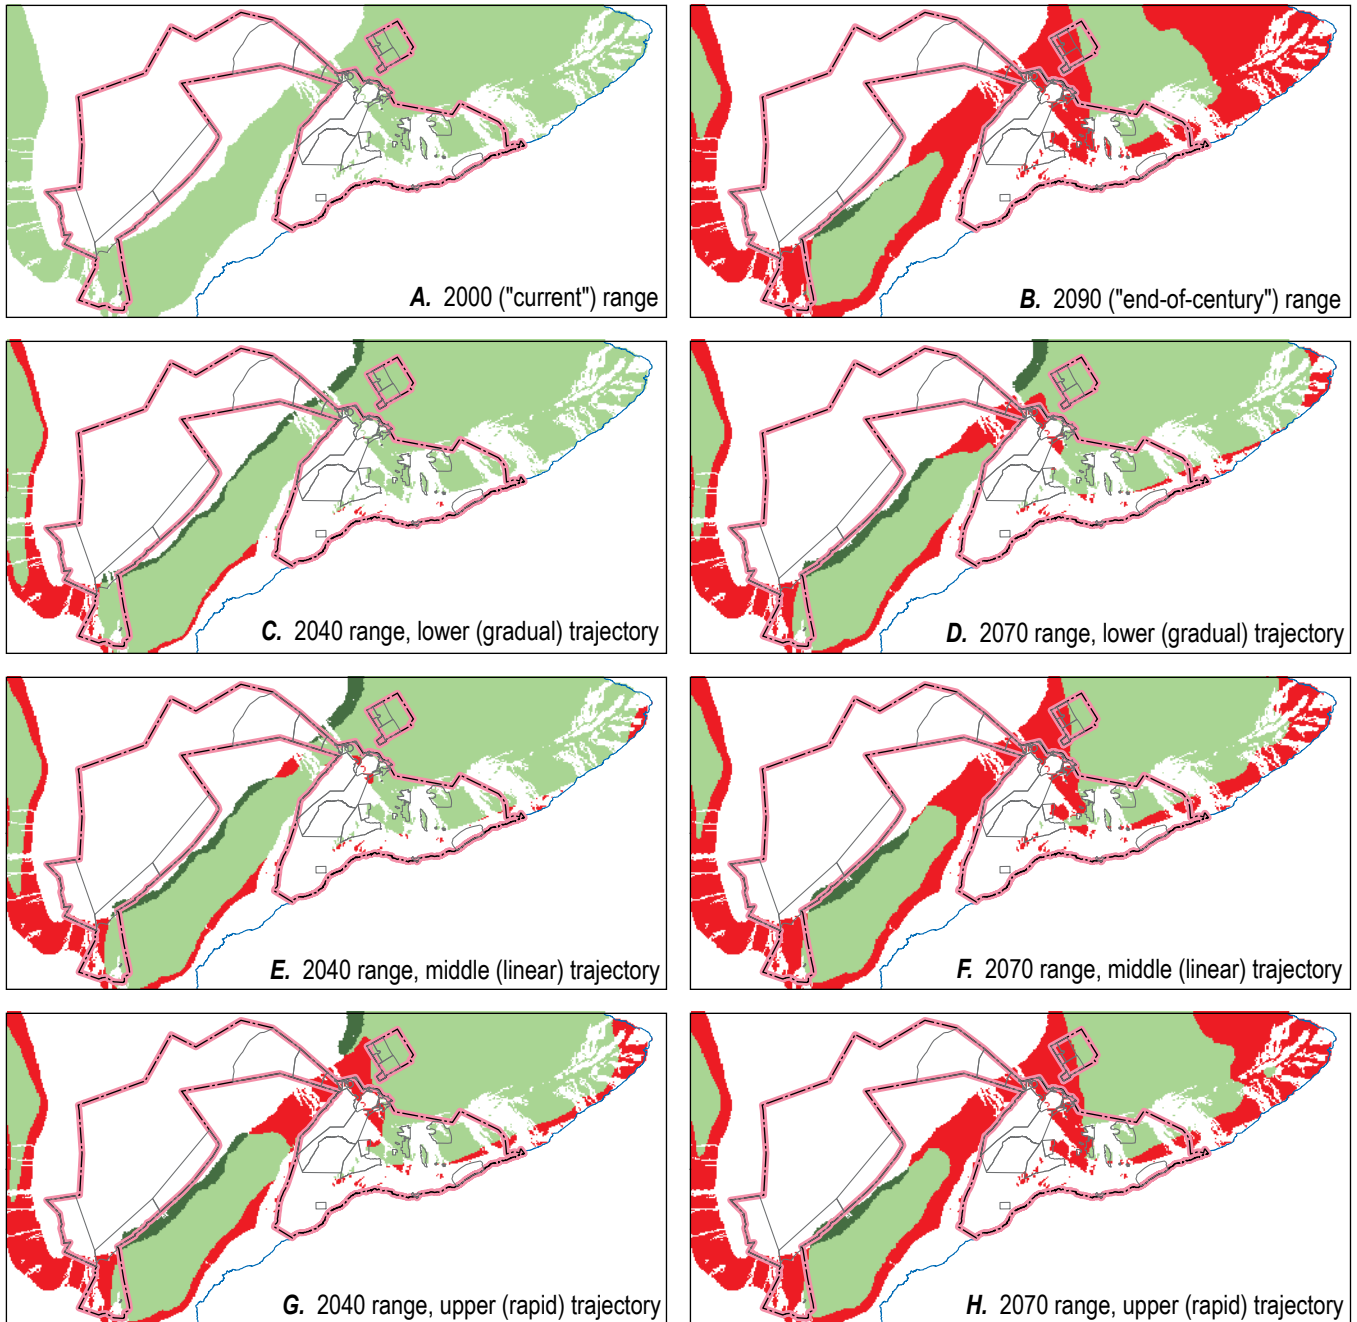 A. 2000 ("current") range
B. 2090 ("end-of-century") range
C. 2040 range, lower (gradual) trajectory
D. 2070 range, lower (gradual) trajectory
E. 2040 range, middle (linear) trajectory
F. 2070 range, middle (linear) trajectory
G. 2040 range, upper (rapid) trajectory
H. 2070 range, upper (rapid) trajectory